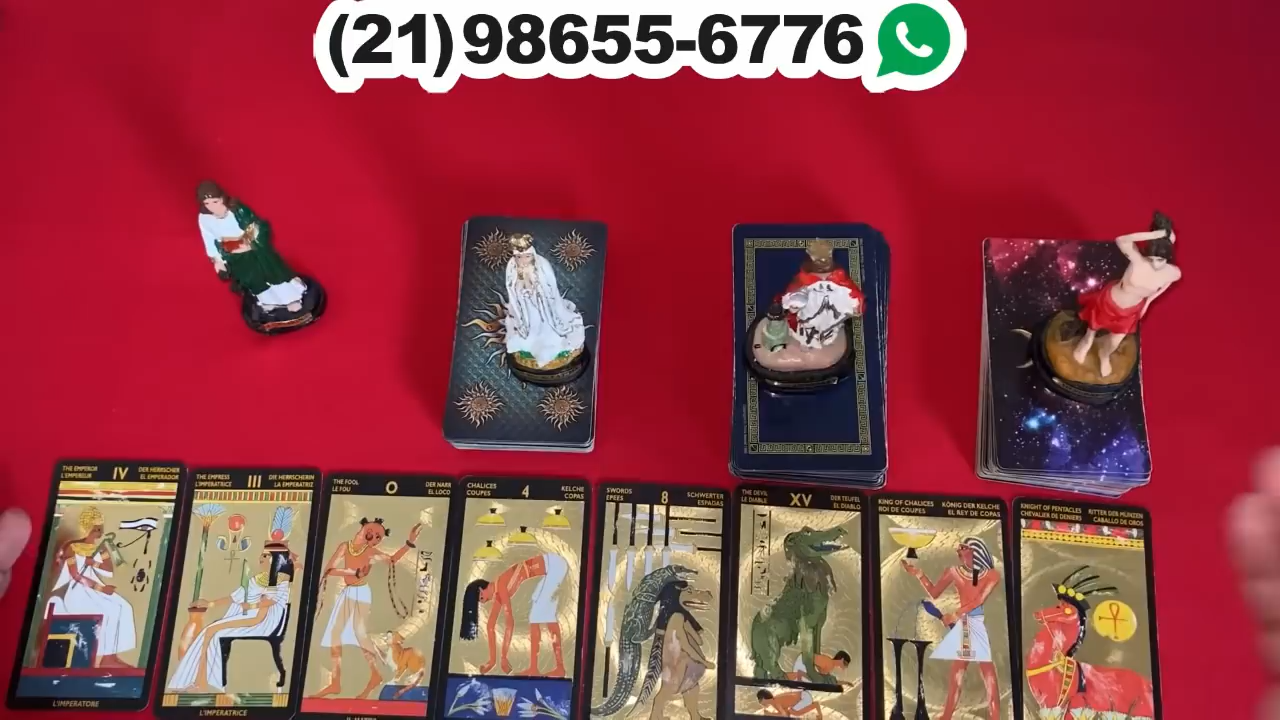 (21)98655-6776
THE EMPEROR
L'EMPEREUR
IV
DER HERRSCHER
EL EMPERADOR
L'IMPERATORE
THE EMPRESS
L'IMPERATRICE
III
DIE HERRSCHERIN
LA EMPERATRIZ
L'IMPERATRICE
THE FOOL
LE FOU
0
DER NARR
EL LOCO
CHALICES
COUPES
4
KELCHE
COPAS
SWORDS
EPEES
8
SCHWERTER
ESPADAS
THE DEVIL
LE DIABLE
XV
DER TEUFEL
EL DIABLO
KING OF CHALICES
ROI DE COUPES
KÖNIG DER KELCHE
EL REY DE COPAS
KNIGHT OF PENTACLES
CHEVALIER DE DENIERS
RITTER DER MÜNZEN
CABALLO DE OROS